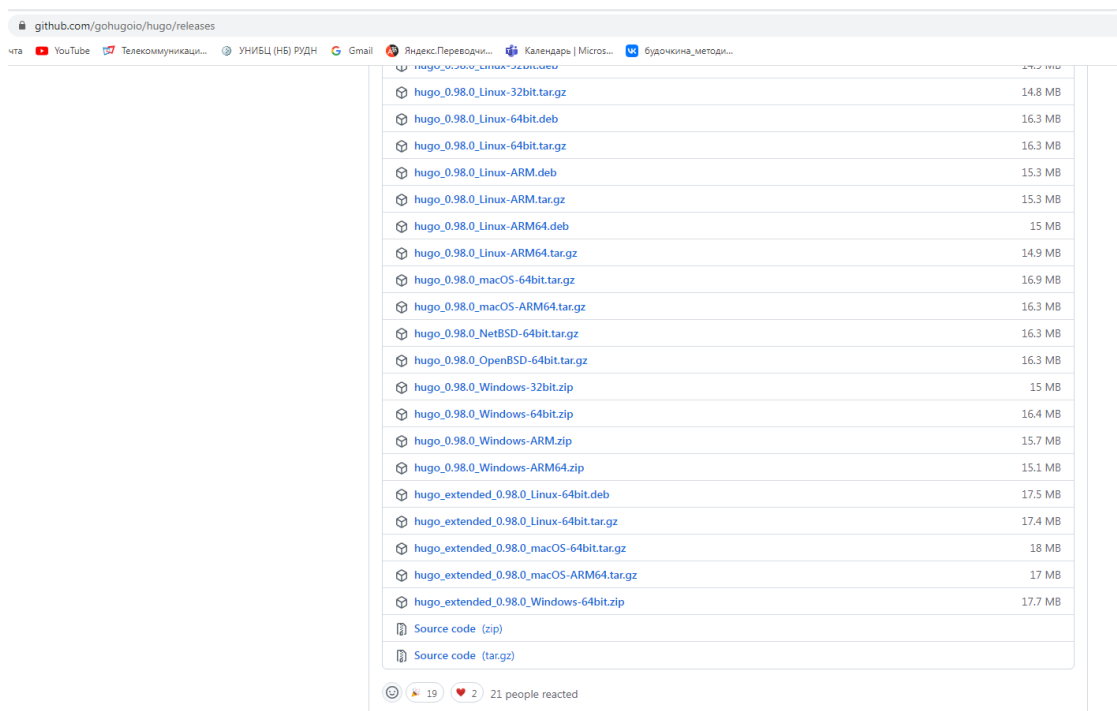 github.com/gohugoio/hugo/releases
чта YouTube Телекоммуникаци... УНИБЦ (НБ) РУДН Gmail Яндекс.Переводчи... Календарь | Micros... будочкина_методи...
hugo_0.98.0_Linux-32bit.deb 14.9 MB
hugo_0.98.0_Linux-32bit.tar.gz 14.8 MB
hugo_0.98.0_Linux-64bit.deb 16.3 MB
hugo_0.98.0_Linux-64bit.tar.gz 16.3 MB
hugo_0.98.0_Linux-ARM.deb 15.3 MB
hugo_0.98.0_Linux-ARM.tar.gz 15.3 MB
hugo_0.98.0_Linux-ARM64.deb 15 MB
hugo_0.98.0_Linux-ARM64.tar.gz 14.9 MB
hugo_0.98.0_macOS-64bit.tar.gz 16.9 MB
hugo_0.98.0_macOS-ARM64.tar.gz 16.3 MB
hugo_0.98.0_NetBSD-64bit.tar.gz 16.3 MB
hugo_0.98.0_OpenBSD-64bit.tar.gz 16.3 MB
hugo_0.98.0_Windows-32bit.zip 15 MB
hugo_0.98.0_Windows-64bit.zip 16.4 MB
hugo_0.98.0_Windows-ARM.zip 15.7 MB
hugo_0.98.0_Windows-ARM64.zip 15.1 MB
hugo_extended_0.98.0_Linux-64bit.deb 17.5 MB
hugo_extended_0.98.0_Linux-64bit.tar.gz 17.4 MB
hugo_extended_0.98.0_macOS-64bit.tar.gz 18 MB
hugo_extended_0.98.0_macOS-ARM64.tar.gz 17 MB
hugo_extended_0.98.0_Windows-64bit.zip 17.7 MB
Source code (zip)
Source code (tar.gz)
19 2 21 people reacted